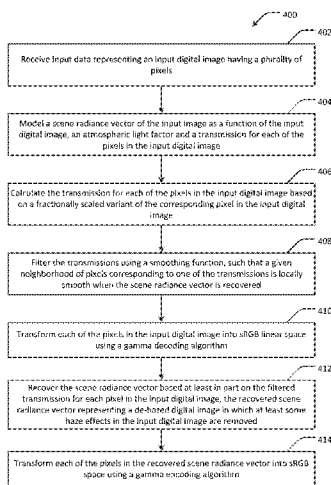 400
402
Receive input data representing an input digital image having a plurality of
pixels
404
Model a scene radiance vector of the input image as a function of the input
digital image, an atmospheric light factor and a transmission for each of the
pixels in the input digital image
406
Calculate the transmission for each of the pixels in the input digital image based
on a fractionally scaled variant of the corresponding pixel in the input digital
image
408
Filter the transmissions using a smoothing function, such that a given
neighborhood of pixels corresponding to one of the transmissions is locally
smooth when the scene radiance vector is recovered
410
Transform each of the pixels in the input digital image into sRGB linear space
using a gamma decoding algorithm
412
Recover the scene radiance vector based at least in part on the filtered
transmission for each pixel in the input digital image, the recovered scene
radiance vector representing a de-hazed digital image in which at least some
haze effects in the input digital image are removed
414
Transform each of the pixels in the recovered scene radiance vector into sRGB
space using a gamma encoding algorithm